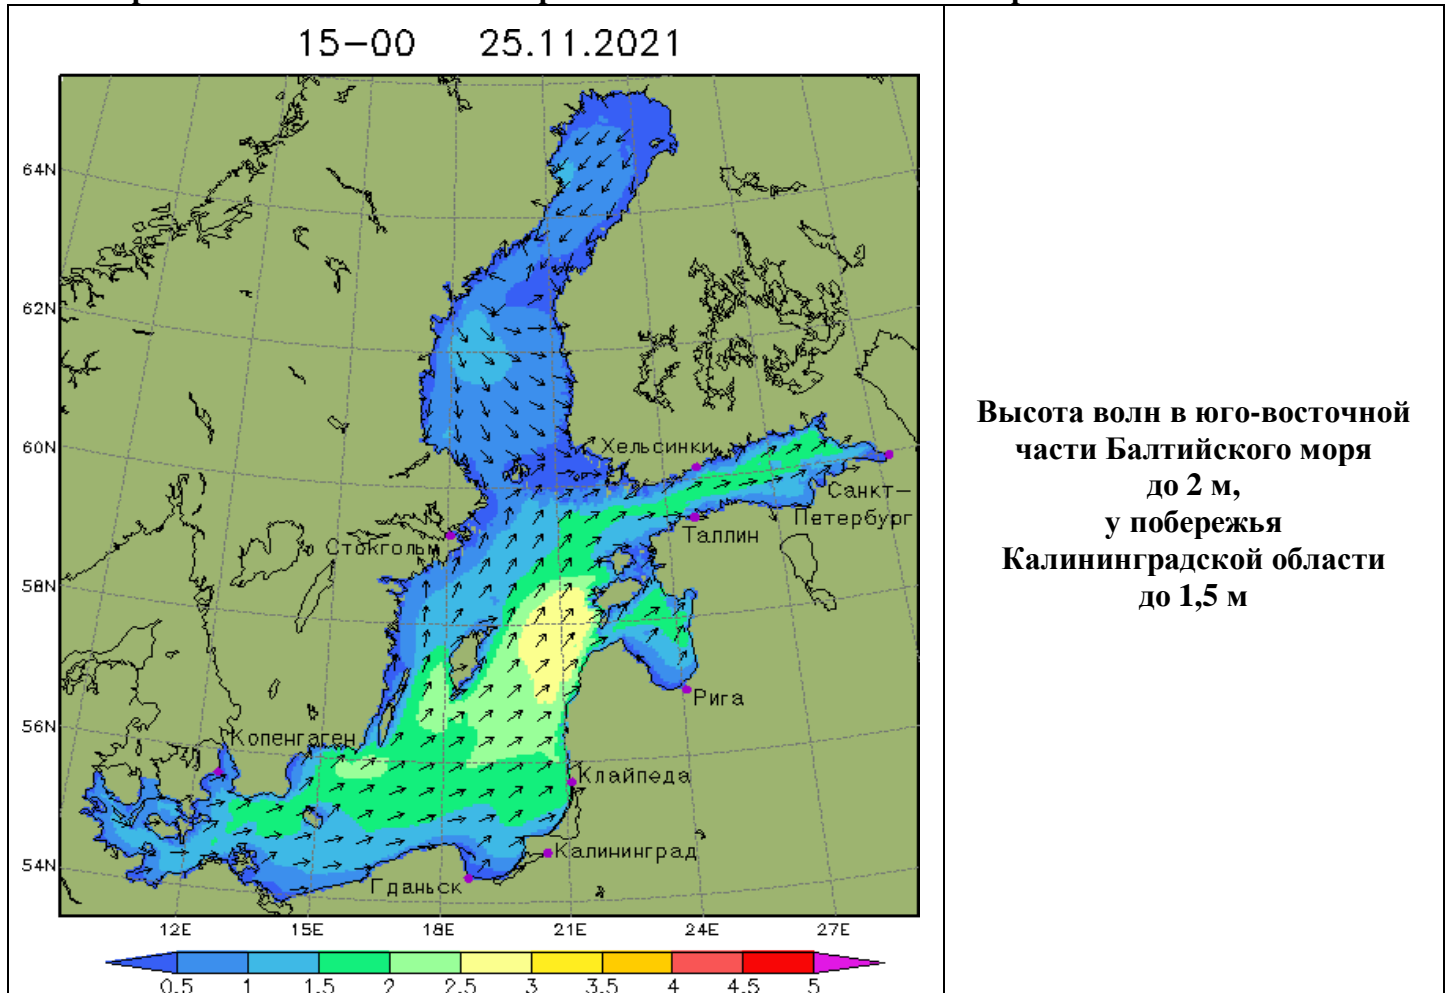 15-00 25.11.2021
64N
62N
60N
58N
56N
54N
Хельсинки
Санкт-
Петербург
Таллин
Стокгольм
Рига
Копенгаген
Клайпеда
Калининград
Гданьск
12E 15E 18E 21E 24E 27E
0.5 1 1.5 2 2.5 3 3.5 4 4.5 5
Высота волн в юго-восточной
части Балтийского моря
до 2 м,
у побережья
Калининградской области
до 1,5 м